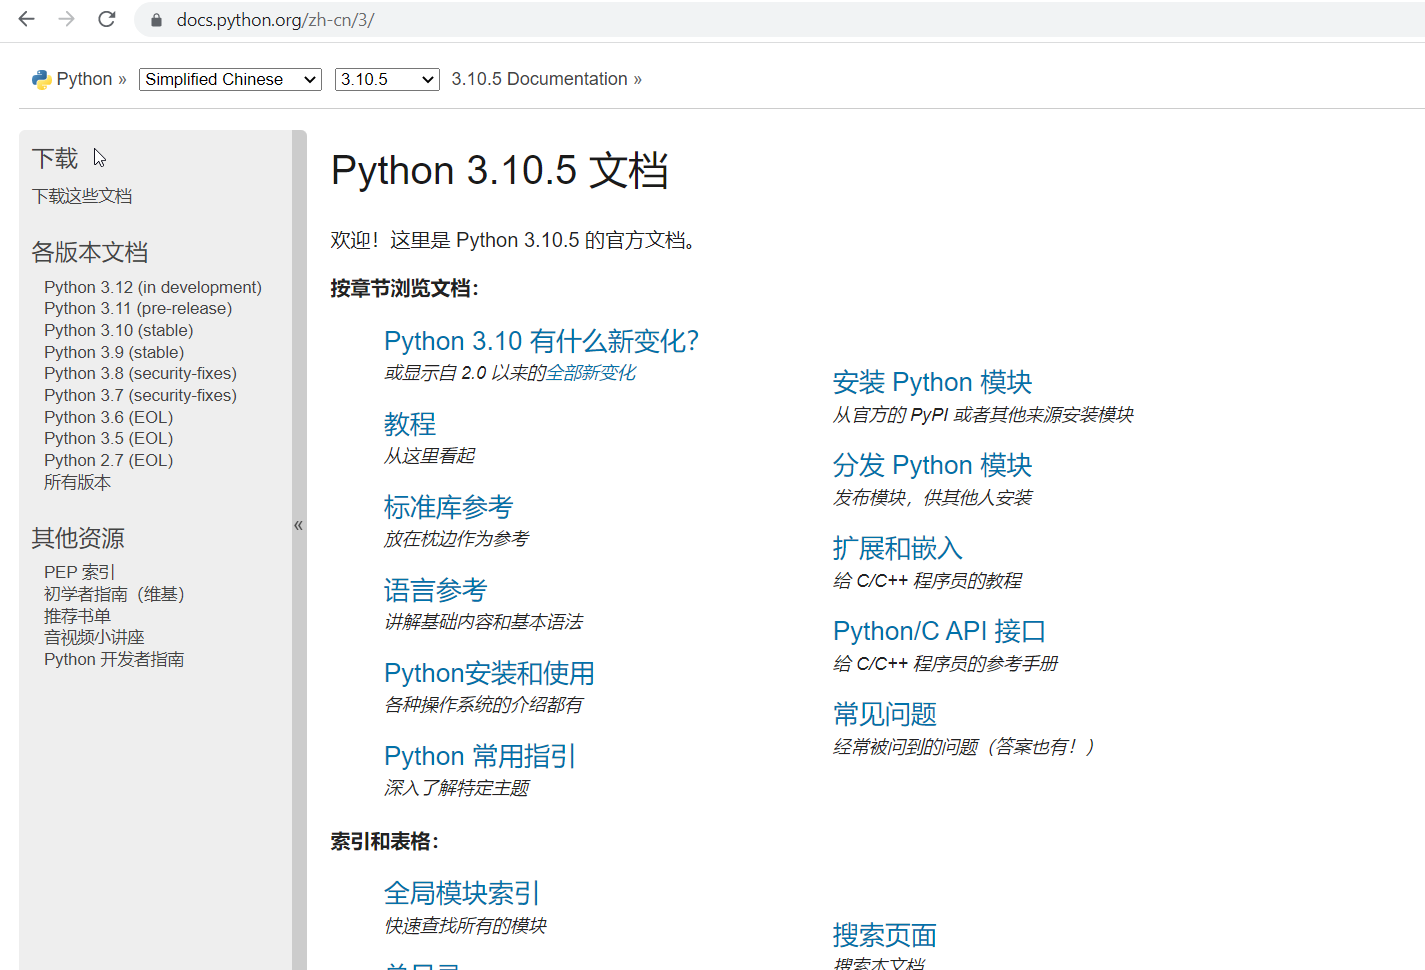 docs.python.org/zh-cn/3/
Python » Simplified Chinese 3.10.5 3.10.5 Documentation »
下载
下载这些文档
各版本文档
Python 3.12 (in development)
Python 3.11 (pre-release)
Python 3.10 (stable)
Python 3.9 (stable)
Python 3.8 (security-fixes)
Python 3.7 (security-fixes)
Python 3.6 (EOL)
Python 3.5 (EOL)
Python 2.7 (EOL)
所有版本
其他资源
PEP 索引
初学者指南（维基）
推荐书单
音视频小讲座
Python 开发者指南
«
Python 3.10.5 文档
欢迎！这里是 Python 3.10.5 的官方文档。
按章节浏览文档：
Python 3.10 有什么新变化？
或显示自 2.0 以来的全部新变化
教程
从这里看起
标准库参考
放在枕边作为参考
语言参考
讲解基础内容和基本语法
Python安装和使用
各种操作系统的介绍都有
Python 常用指引
深入了解特定主题
安装 Python 模块
从官方的 PyPI 或者其他来源安装模块
分发 Python 模块
发布模块，供其他人安装
扩展和嵌入
给 C/C++ 程序员的教程
Python/C API 接口
给 C/C++ 程序员的参考手册
常见问题
经常被问到的问题（答案也有！）
索引和表格：
全局模块索引
快速查找所有的模块
搜索页面
搜索本文档